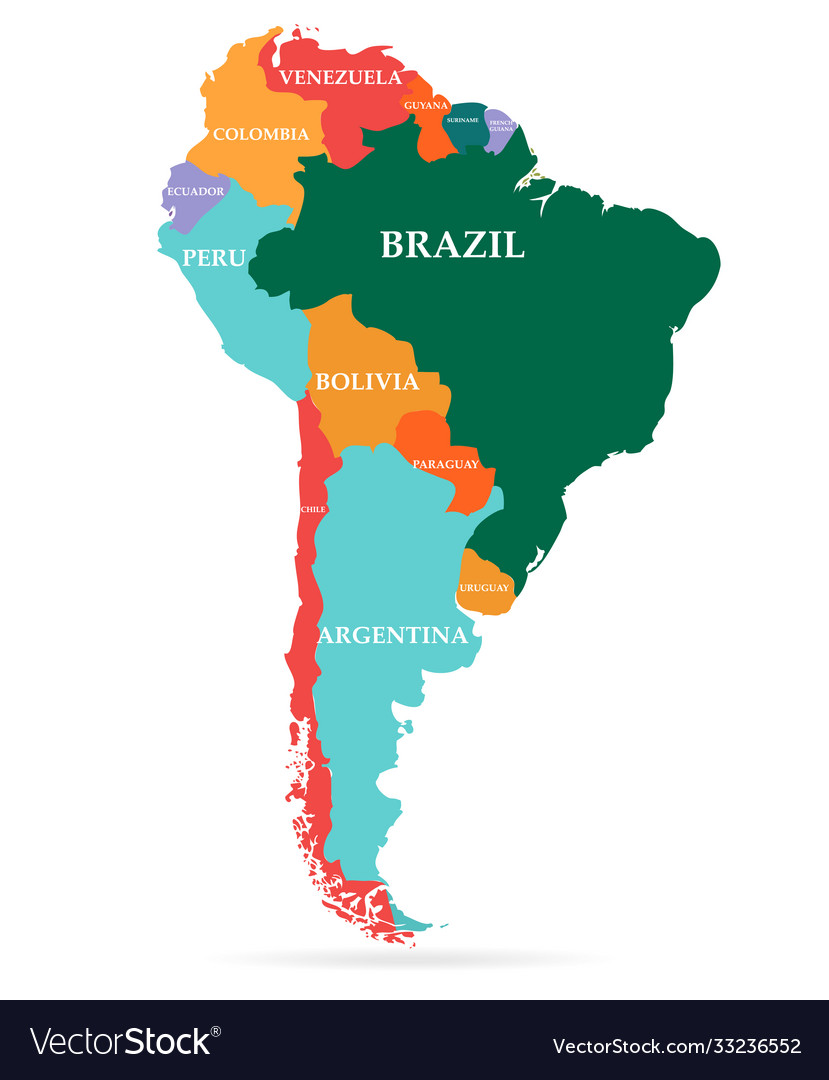 VENEZUELA
GUYANA
SURINAME
FRENCH
GUIANA
COLOMBIA
ECUADOR
PERU
BRAZIL
BOLIVIA
PARAGUAY
CHILE
URUGUAY
ARGENTINA
VectorStock®
VectorStock.com/33236552